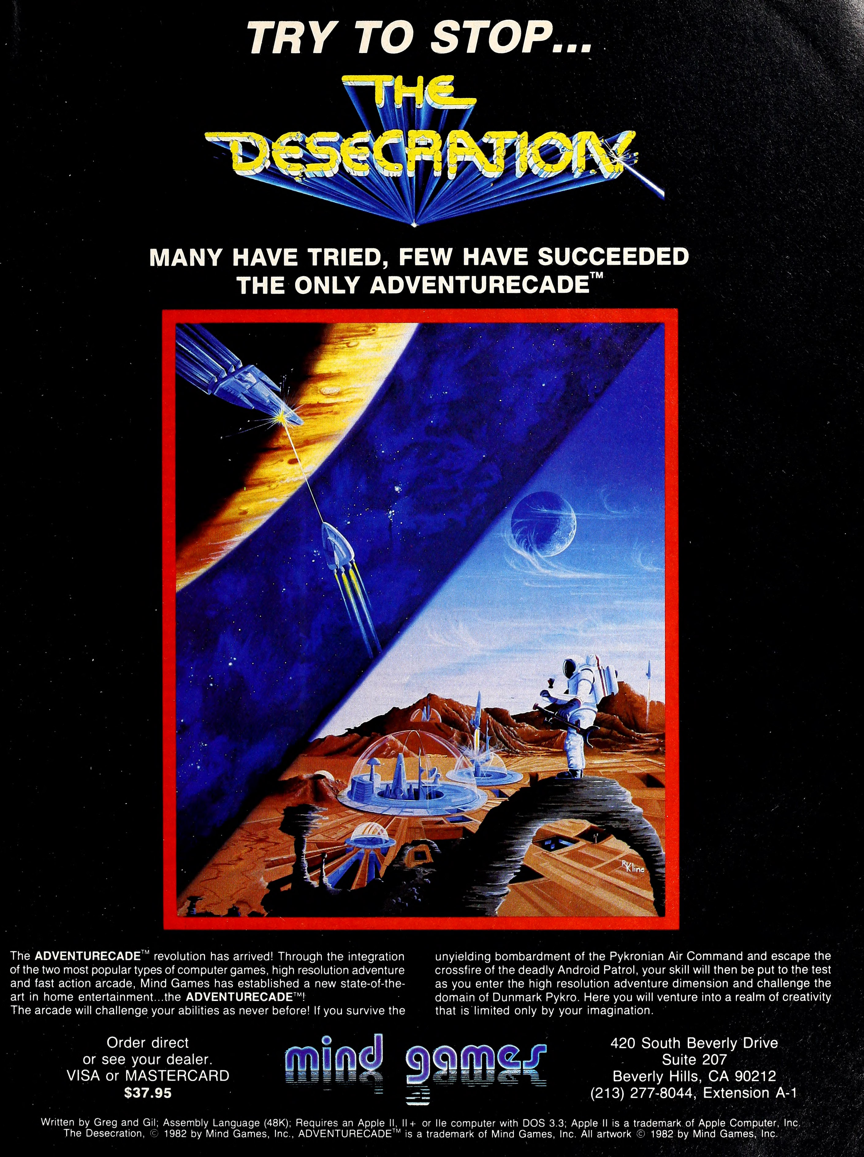 TRY TO STOP...
THE
DESECRATION
MANY HAVE TRIED, FEW HAVE SUCCEEDED
THE ONLY ADVENTURECADE™
R Kline
The ADVENTURECADE™ revolution has arrived! Through the integration
of the two most popular types of computer games, high resolution adventure
and fast action arcade, Mind Games has established a new state-of-the-
art in home entertainment...the ADVENTURECADE™!
The arcade will challenge your abilities as never before! If you survive the
unyielding bombardment of the Pykronian Air Command and escape the
crossfire of the deadly Android Patrol, your skill will then be put to the test
as you enter the high resolution adventure dimension and challenge the
domain of Dunmark Pykro. Here you will venture into a realm of creativity
that is limited only by your imagination.
Order direct
or see your dealer.
VISA or MASTERCARD
$37.95
mind games
420 South Beverly Drive
Suite 207
Beverly Hills, CA 90212
(213) 277-8044, Extension A-1
Written by Greg and Gil; Assembly Language (48K); Requires an Apple II, II+ or IIe computer with DOS 3.3; Apple II is a trademark of Apple Computer, Inc.
The Desecration, © 1982 by Mind Games, Inc., ADVENTURECADE™ is a trademark of Mind Games, Inc. All artwork © 1982 by Mind Games, Inc.